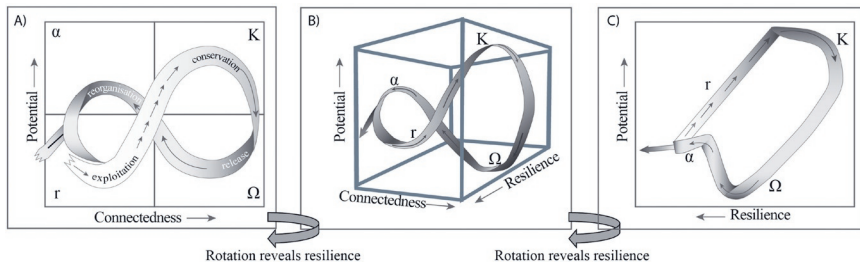 A)
α
K
conservation
reorganisation
Potential
exploitation
release
r
Ω
Connectedness
B)
K
α
Potential
r
Ω
Connectedness
Resilience
C)
K
r
Potential
α
Ω
Resilience
Rotation reveals resilience
Rotation reveals resilience